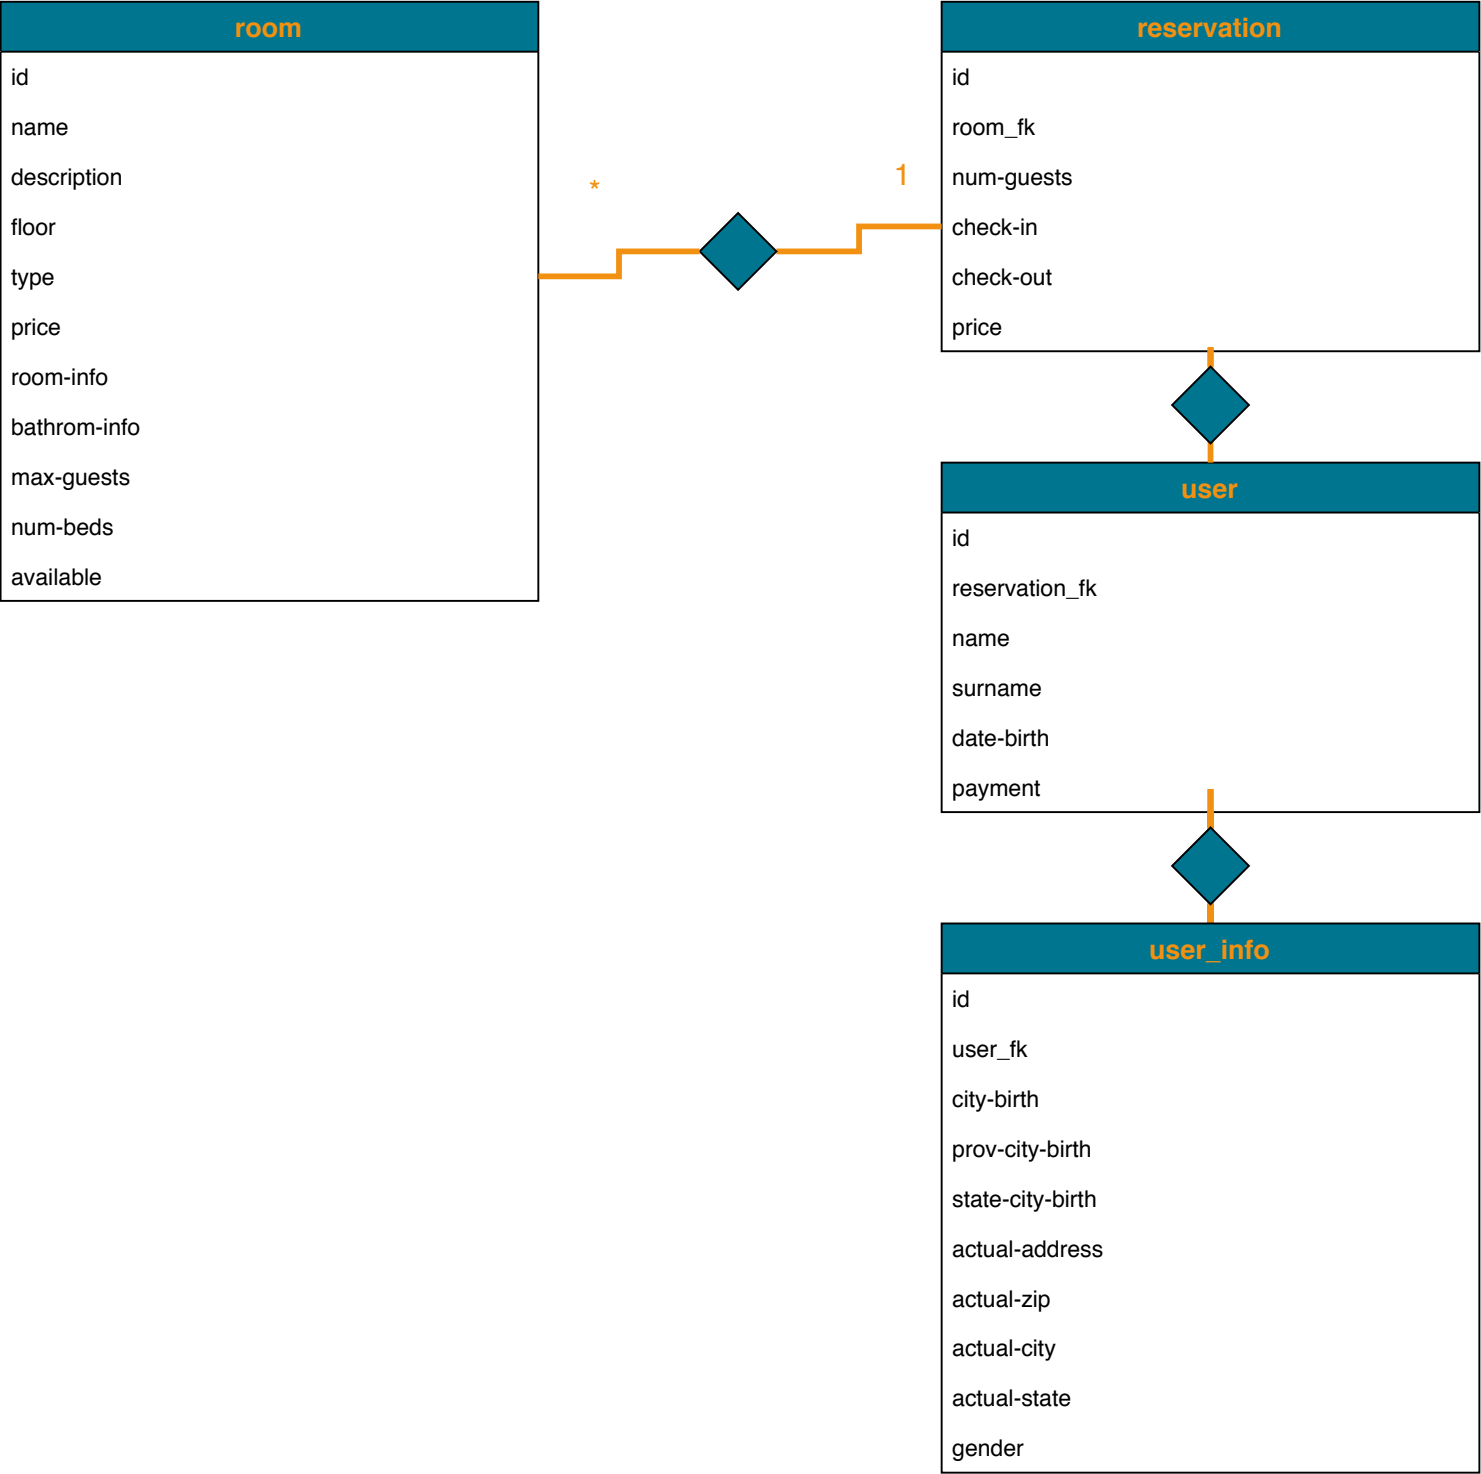 room
id
name
description
floor
type
price
room-info
bathrom-info
max-guests
num-beds
available
*
1
reservation
id
room_fk
num-guests
check-in
check-out
price
user
id
reservation_fk
name
surname
date-birth
payment
user_info
id
user_fk
city-birth
prov-city-birth
state-city-birth
actual-address
actual-zip
actual-city
actual-state
gender